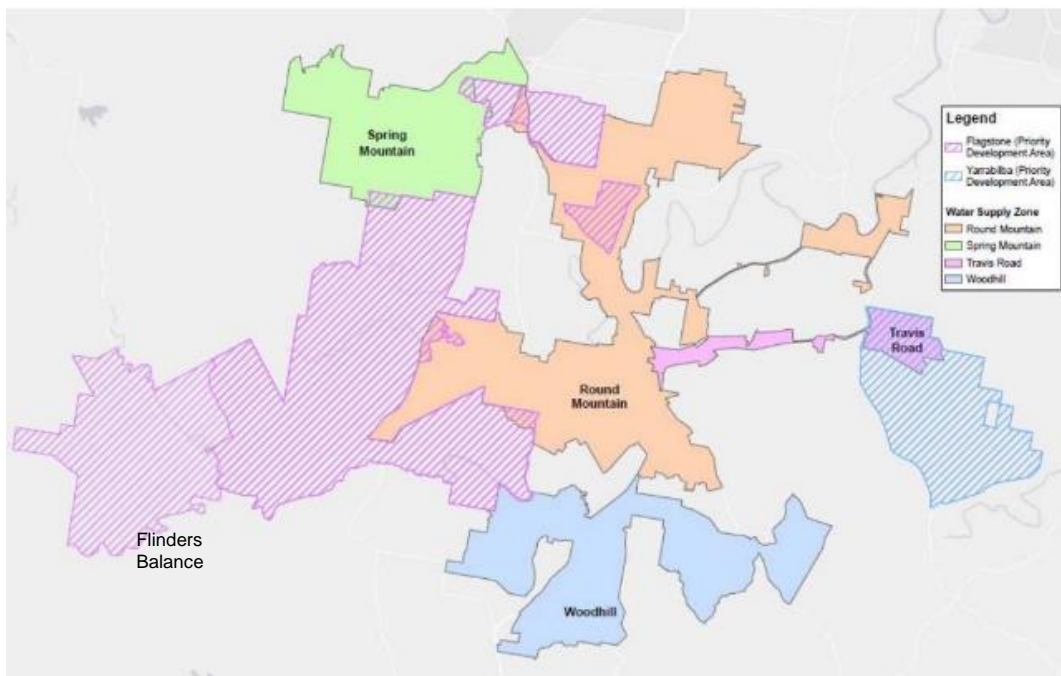 Spring
Mountain
Legend
Flagstone (Priority
Development Area)
Yarrabilba (Priority
Development Area)
Water Supply Zone
Round Mountain
Spring Mountain
Travis Road
Woodhill
Travis
Road
Round
Mountain
Flinders
Balance
Woodhill